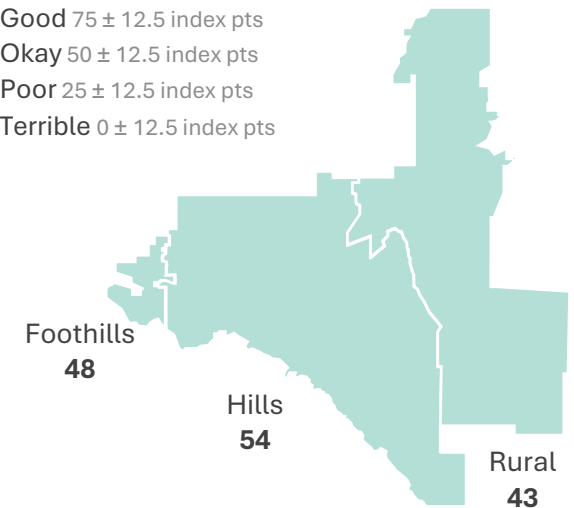 Good 75 ± 12.5 index pts
Okay 50 ± 12.5 index pts
Poor 25 ± 12.5 index pts
Terrible 0 ± 12.5 index pts
Foothills
48
Hills
54
Rural
43